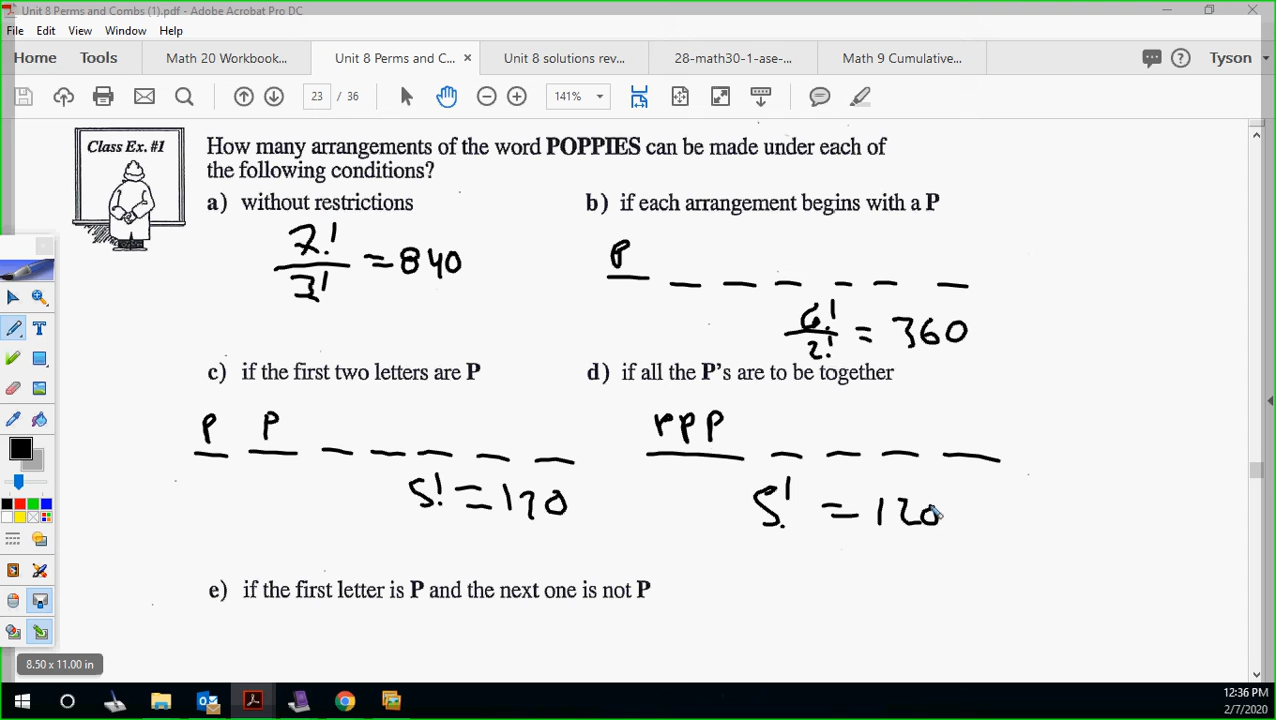 Unit 8 Perms and Combs (1).pdf - Adobe Acrobat Pro DC
File Edit View Window Help
Home Tools Math 20 Workbook... Unit 8 Perms and C... × Unit 8 solutions rev... 28-math30-1-ase-... Math 9 Cumulative... Tyson
23 / 36 141%
Class Ex. #1
How many arrangements of the word POPPIES can be made under each of
the following conditions?
a) without restrictions
7!
3!
= 840
b) if each arrangement begins with a P
P
6!
2!
= 360
c) if the first two letters are P
P P
5! = 120
d) if all the P's are to be together
PPP
5! = 120
e) if the first letter is P and the next one is not P
8.50 x 11.00 in
12:36 PM
2/7/2020